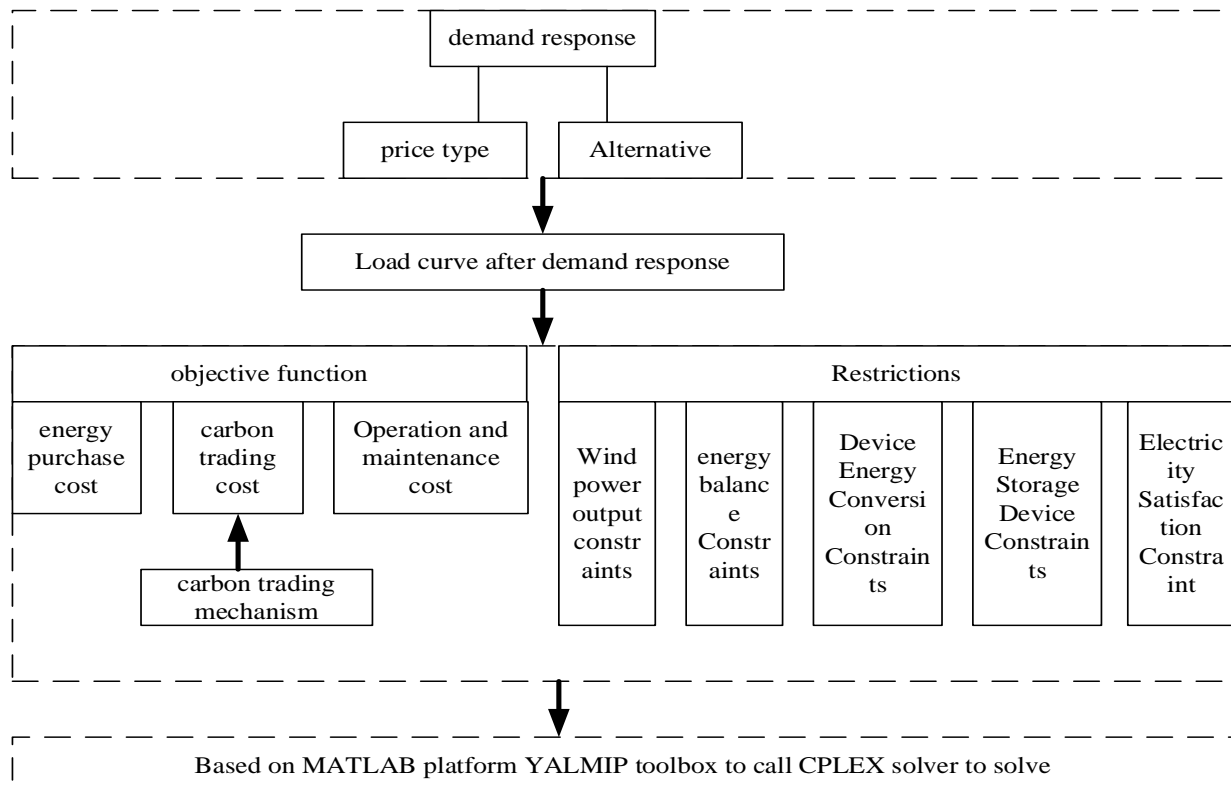 demand response
price type
Alternative
Load curve after demand response
objective function
Restrictions
energy
purchase
cost
carbon
trading
cost
Operation and
maintenance
cost
Wind
power
output
constr
aints
energy
balanc
e
Constr
aints
Device
Energy
Conversi
on
Constrain
ts
Energy
Storage
Device
Constrain
ts
Electric
ity
Satisfac
tion
Constra
int
carbon trading
mechanism
Based on MATLAB platform YALMIP toolbox to call CPLEX solver to solve